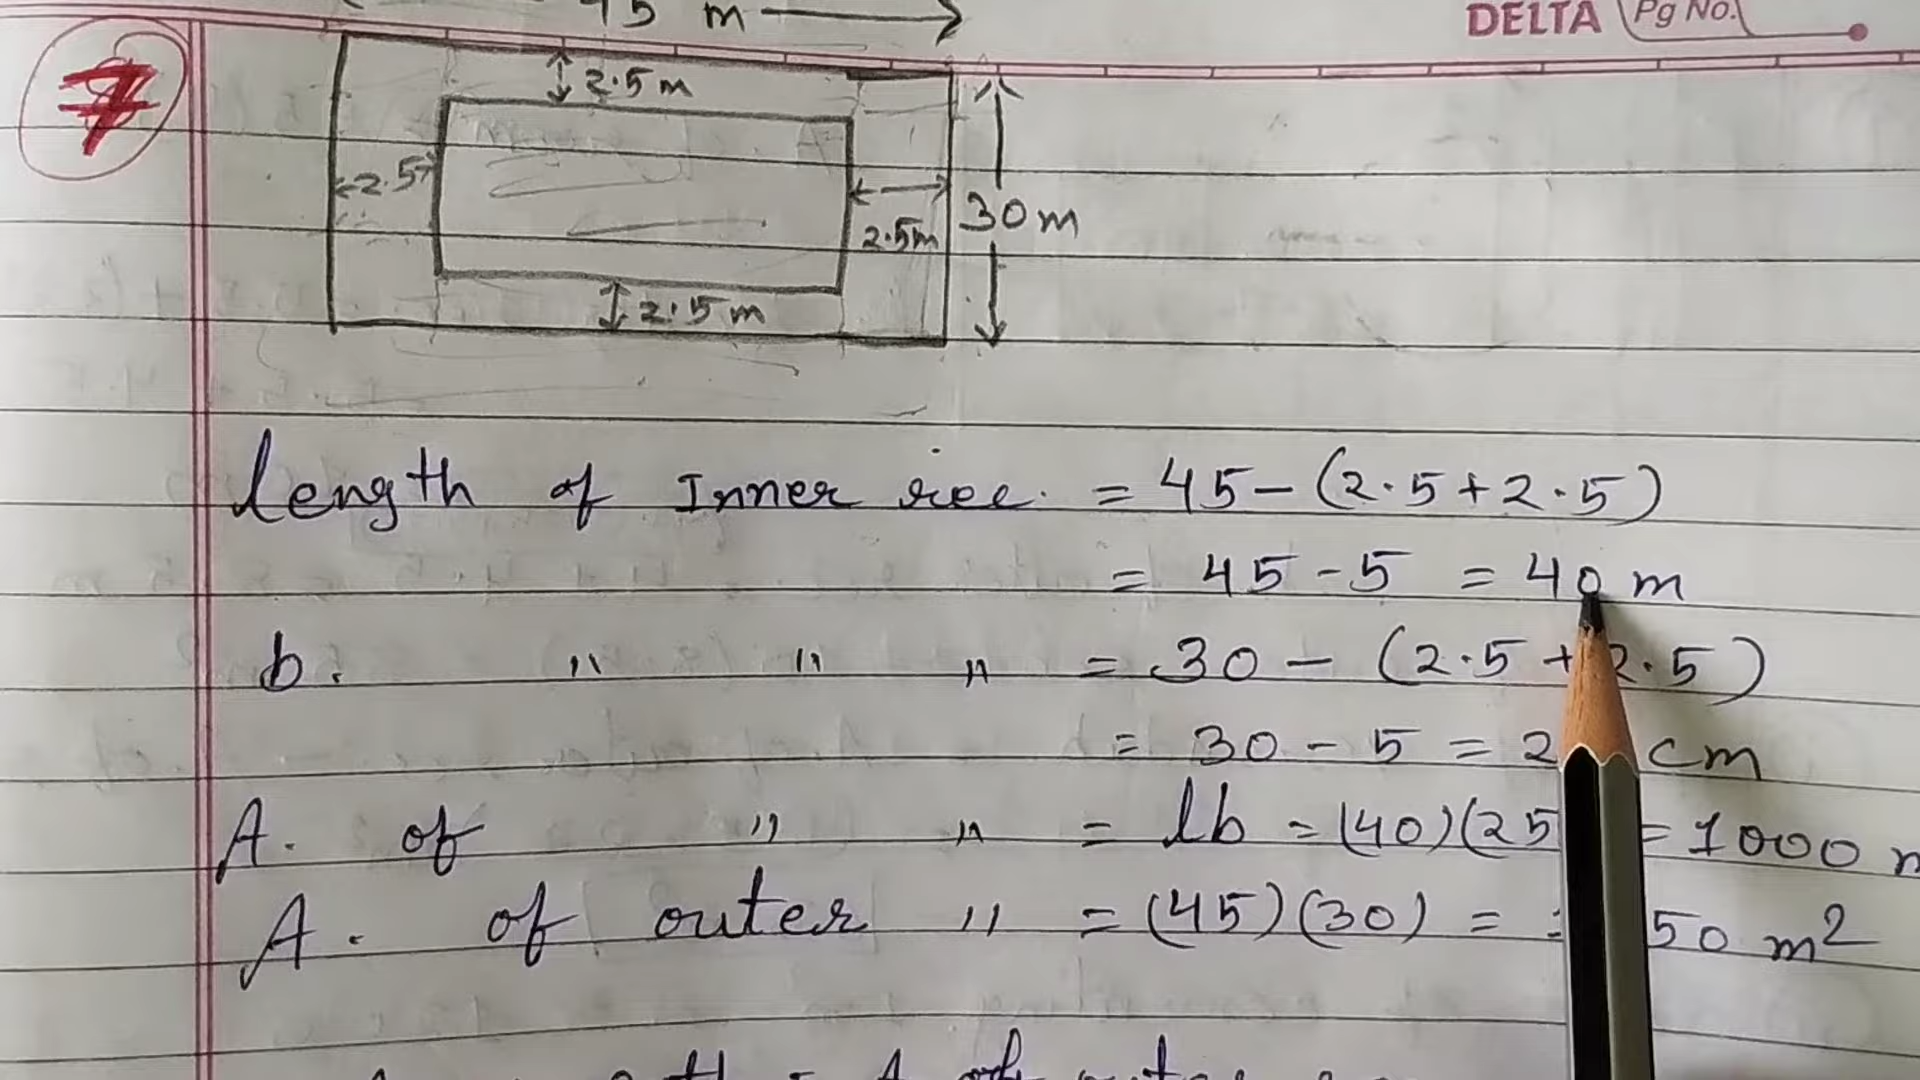 45 m
DELTA Pg No.
7
2.5 m
2.5
2.5m
30 m
2.5 m
Length of Inner rec. = 45 - (2.5 + 2.5)
= 45 - 5 = 40 m
b. " " " = 30 - (2.5 + 2.5)
= 30 - 5 = 2 cm
A. of " " = lb = (40)(25 = 1000 m
A. of outer " = (45)(30) = 50 m²